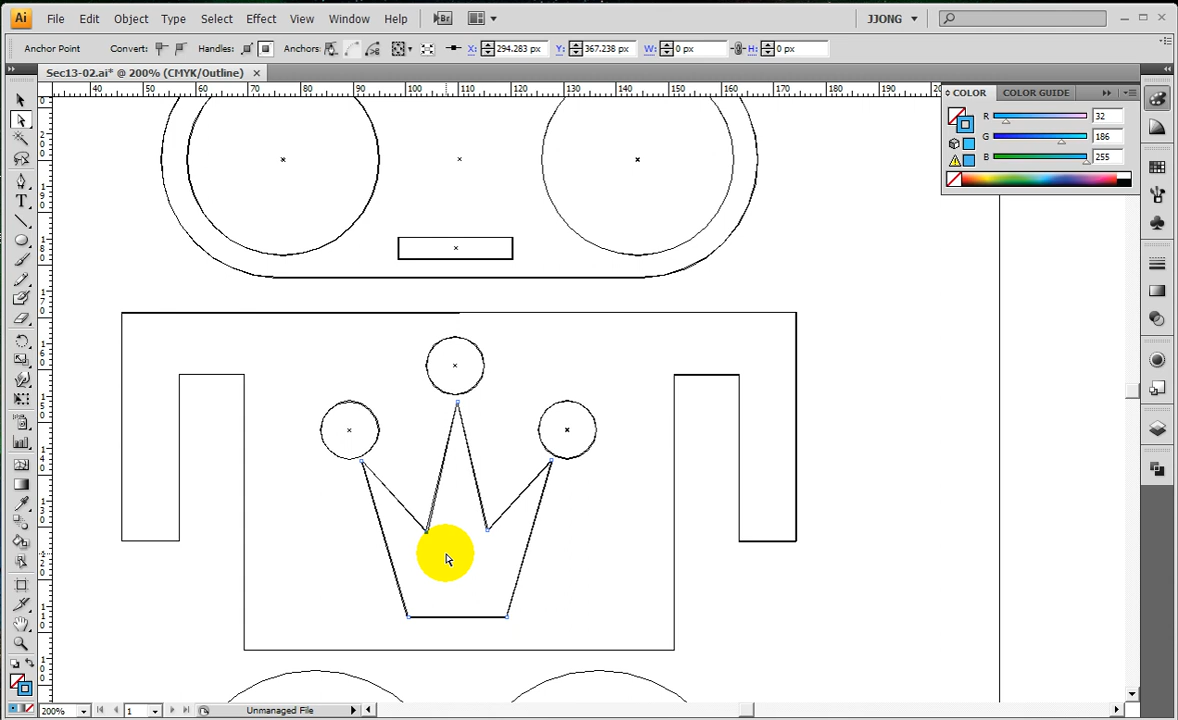 Ai File Edit Object Type Select Effect View Window Help Br JJONG
Anchor Point Convert: Handles: Anchors: X: 294.283 px Y: 367.238 px W: 0 px H: 0 px
Sec13-02.ai* @ 200% (CMYK/Outline)
40 50 60 70 80 90 100 110 120 130 140 150 160 170 180 190
COLOR COLOR GUIDE
R 32
G 186
B 255
200% 1 Unmanaged File